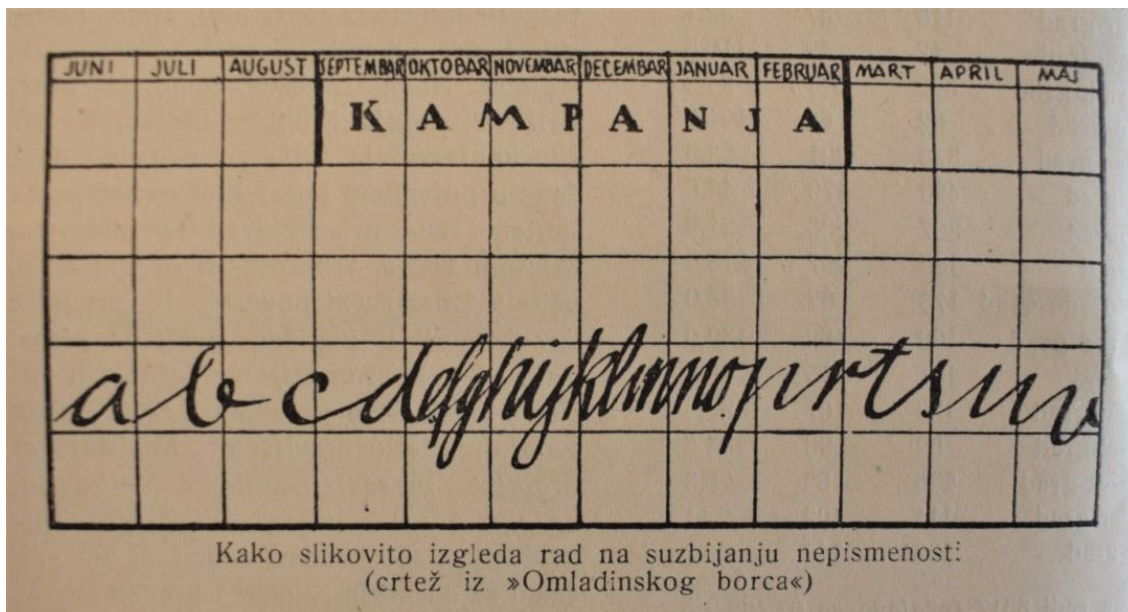 JUNI JULI AUGUST SEPTEMBAR OKTOBAR NOVEMBAR DECEMBAR JANUAR FEBRUAR MART APRIL MAJ
KAMPANJA
a b c d e f g h i j k l m n o p r t s u v
Kako slikovito izgleda rad na suzbijanju nepismenosti
(crtež iz »Omladinskog borca«)